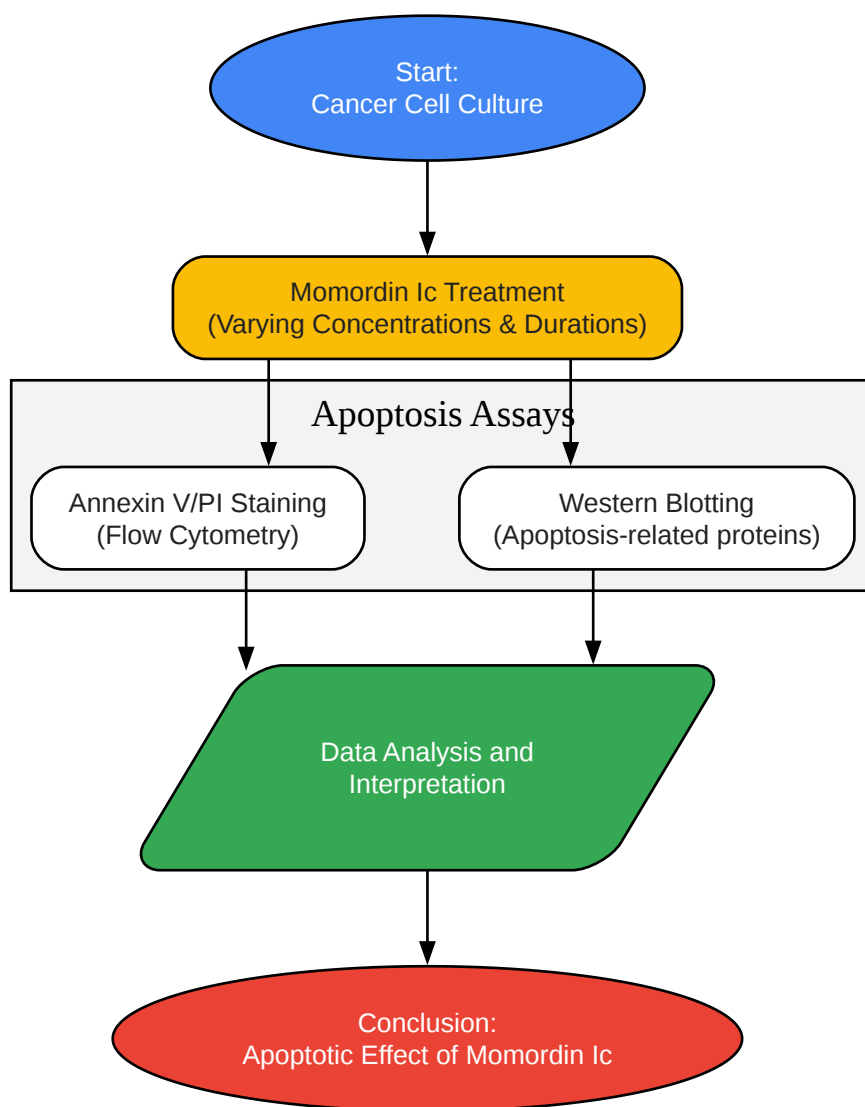 Start:
Cancer Cell Culture
Momordin Ic Treatment
(Varying Concentrations & Durations)
Apoptosis Assays
Annexin V/PI Staining
(Flow Cytometry)
Western Blotting
(Apoptosis-related proteins)
Data Analysis and
Interpretation
Conclusion:
Apoptotic Effect of Momordin Ic